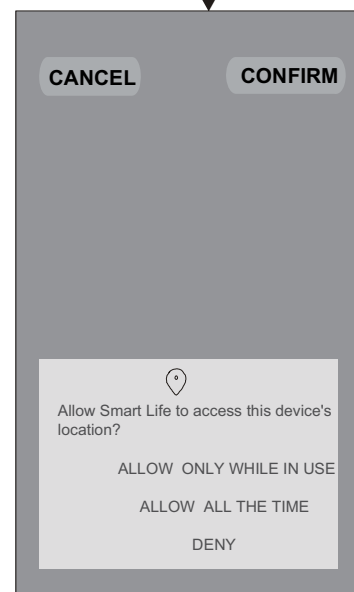 CANCEL
CONFIRM
Allow Smart Life to access this device's
location?
ALLOW ONLY WHILE IN USE
ALLOW ALL THE TIME
DENY